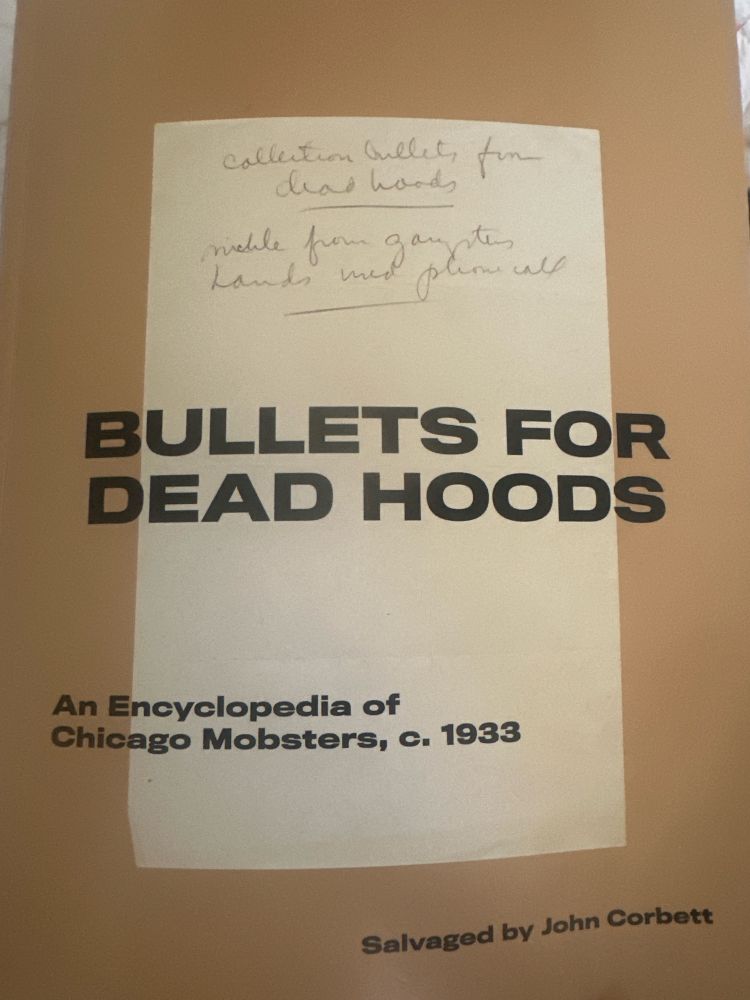 collection bullets from
dead hoods
nickle from gangsters
hands used phone call
BULLETS FOR
DEAD HOODS
An Encyclopedia of
Chicago Mobsters, c. 1933
Salvaged by John Corbett